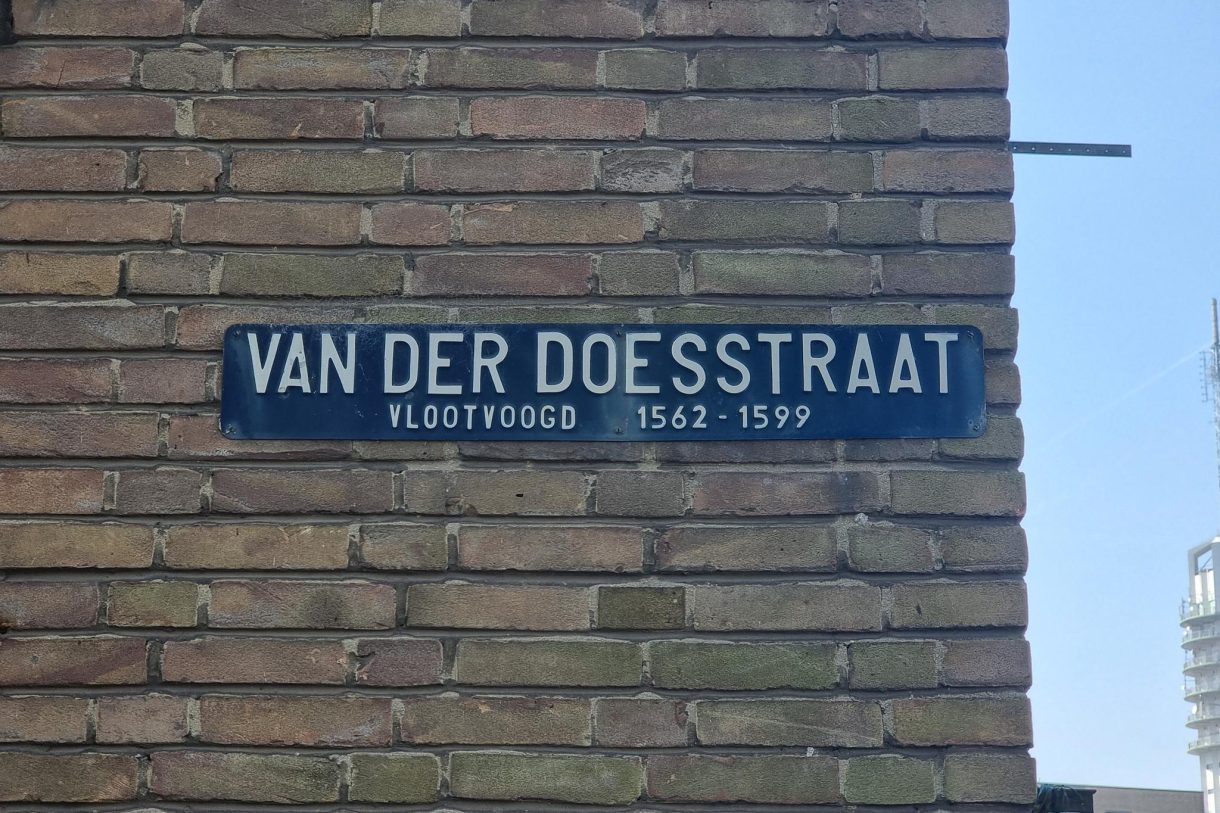 VAN DER DOESSTRAAT
VLOOTVOOGD 1562-1599